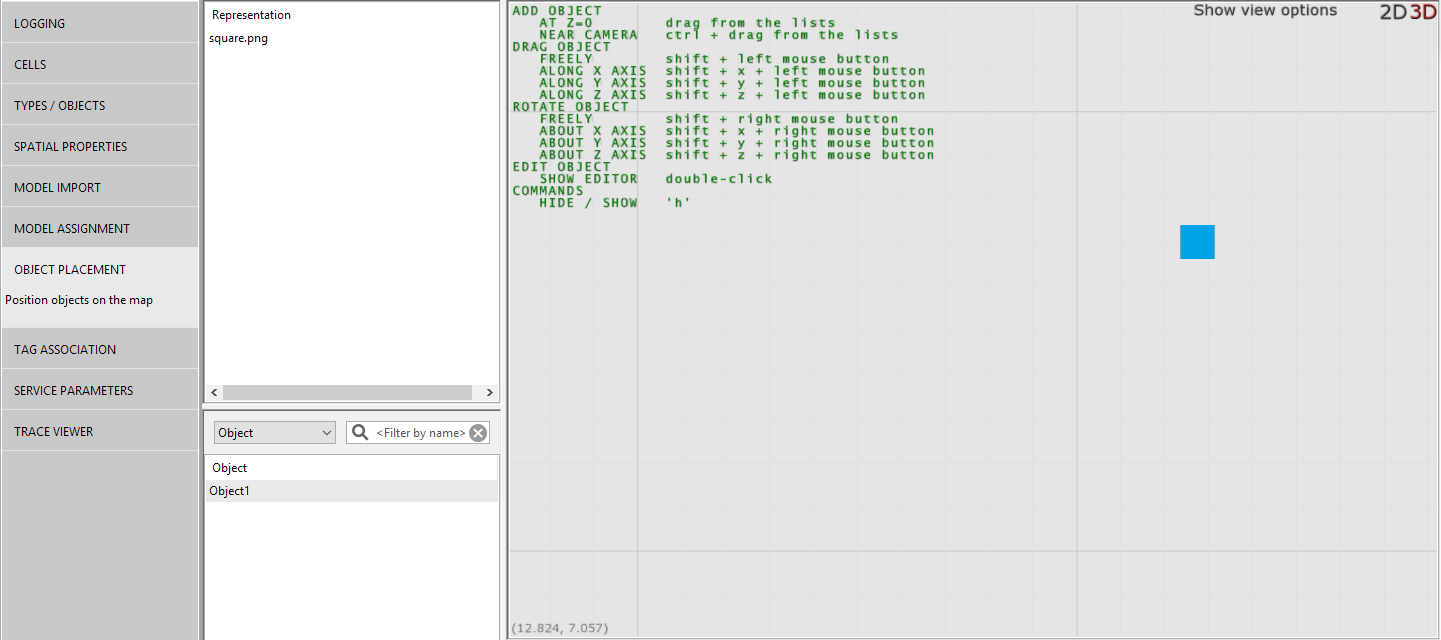 LOGGING
CELLS
TYPES / OBJECTS
SPATIAL PROPERTIES
MODEL IMPORT
MODEL ASSIGNMENT
OBJECT PLACEMENT
Position objects on the map
TAG ASSOCIATION
SERVICE PARAMETERS
TRACE VIEWER
Representation
square.png
Object
<Filter by name>
Object
Object1
ADD OBJECT
AT Z=0 drag from the lists
NEAR CAMERA ctrl + drag from the lists
DRAG OBJECT
FREELY shift + left mouse button
ALONG X AXIS shift + x + left mouse button
ALONG Y AXIS shift + y + left mouse button
ALONG Z AXIS shift + z + left mouse button
ROTATE OBJECT
FREELY shift + right mouse button
ABOUT X AXIS shift + x + right mouse button
ABOUT Y AXIS shift + y + right mouse button
ABOUT Z AXIS shift + z + right mouse button
EDIT OBJECT
SHOW EDITOR double-click
COMMANDS
HIDE / SHOW 'h'
Show view options
2D 3D
(12.824, 7.057)